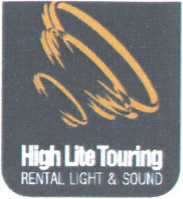 High Lite Touring
RENTAL LIGHT & SOUND